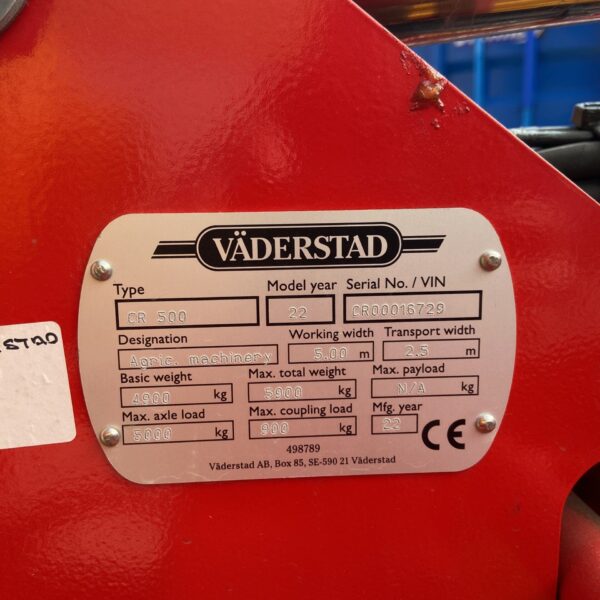 VÄDERSTAD
Type Model year Serial No. / VIN
CR 500 22 CR00016729
Designation Working width Transport width
Agric. machinery 5.00 m 2.5 m
Basic weight Max. total weight Max. payload
4900 kg 5900 kg N/A kg
Max. axle load Max. coupling load Mfg. year
5000 kg 900 kg 22 CE
498789
Väderstad AB, Box 85, SE-590 21 Väderstad